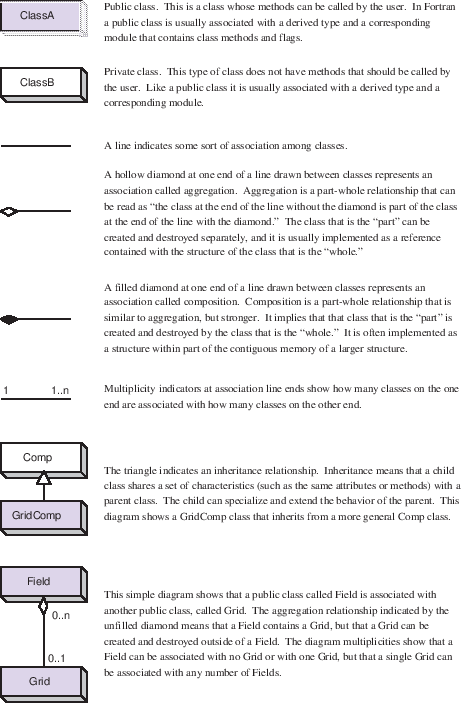 ClassA
Public class. This is a class whose methods can be called by the user. In Fortran
a public class is usually associated with a derived type and a corresponding
module that contains class methods and flags.
ClassB
Private class. This type of class does not have methods that should be called by
the user. Like a public class it is usually associated with a derived type and a
corresponding module.
A line indicates some sort of association among classes.
A hollow diamond at one end of a line drawn between classes represents an
association called aggregation. Aggregation is a part-whole relationship that can
be read as “the class at the end of the line without the diamond is part of the class
at the end of the line with the diamond.” The class that is the “part” can be
created and destroyed separately, and it is usually implemented as a reference
contained with the structure of the class that is the “whole.”
A filled diamond at one end of a line drawn between classes represents an
association called composition. Composition is a part-whole relationship that is
similar to aggregation, but stronger. It implies that that class that is the “part” is
created and destroyed by the class that is the “whole.” It is often implemented as
a structure within part of the contiguous memory of a larger structure.
1 1..n
Multiplicity indicators at association line ends show how many classes on the one
end are associated with how many classes on the other end.
Comp
GridComp
The triangle indicates an inheritance relationship. Inheritance means that a child
class shares a set of characteristics (such as the same attributes or methods) with a
parent class. The child can specialize and extend the behavior of the parent. This
diagram shows a GridComp class that inherits from a more general Comp class.
Field
0..n
0..1
Grid
This simple diagram shows that a public class called Field is associated with
another public class, called Grid. The aggregation relationship indicated by the
unfilled diamond means that a Field contains a Grid, but that a Grid can be
created and destroyed outside of a Field. The diagram multiplicities show that a
Field can be associated with no Grid or with one Grid, but that a single Grid can
be associated with any number of Fields.